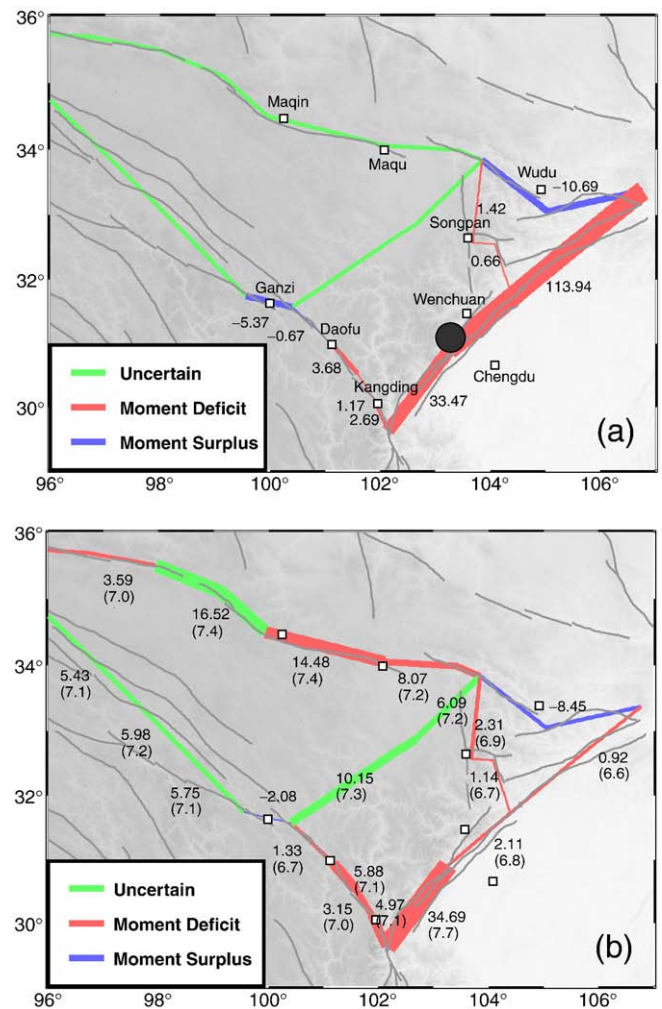 36°
34°
32°
30°
Maqin
Maqu
Wudu
−10.69
1.42
Songpan
0.66
113.94
Ganzi
Wenchuan
−5.37
−0.67
Daofu
3.68
Chengdu
Kangding
33.47
1.17
2.69
Uncertain
Moment Deficit
Moment Surplus
(a)
96° 98° 100° 102° 104° 106°
36°
34°
32°
30°
3.59
(7.0)
16.52
(7.4)
14.48
(7.4)
8.07
(7.2)
5.43
(7.1)
6.09
(7.2)
−8.45
2.31
(6.9)
5.98
(7.2)
0.92
(6.6)
10.15
(7.3)
1.14
(6.7)
5.75
(7.1)
−2.08
1.33
(6.7)
2.11
(6.8)
5.88
(7.1)
3.15
(7.0)
4.97
(7.1)
34.69
(7.7)
Uncertain
Moment Deficit
Moment Surplus
(b)
96° 98° 100° 102° 104° 106°